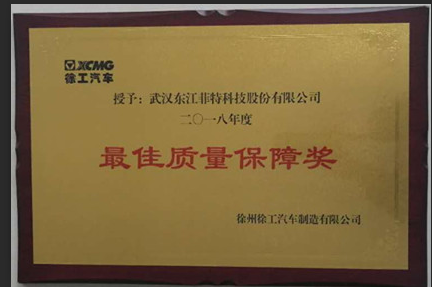 XCMG
徐工汽车
授予：武汉东江菲特科技股份有限公司
二〇一八年度
最佳质量保障奖
徐州徐工汽车制造有限公司